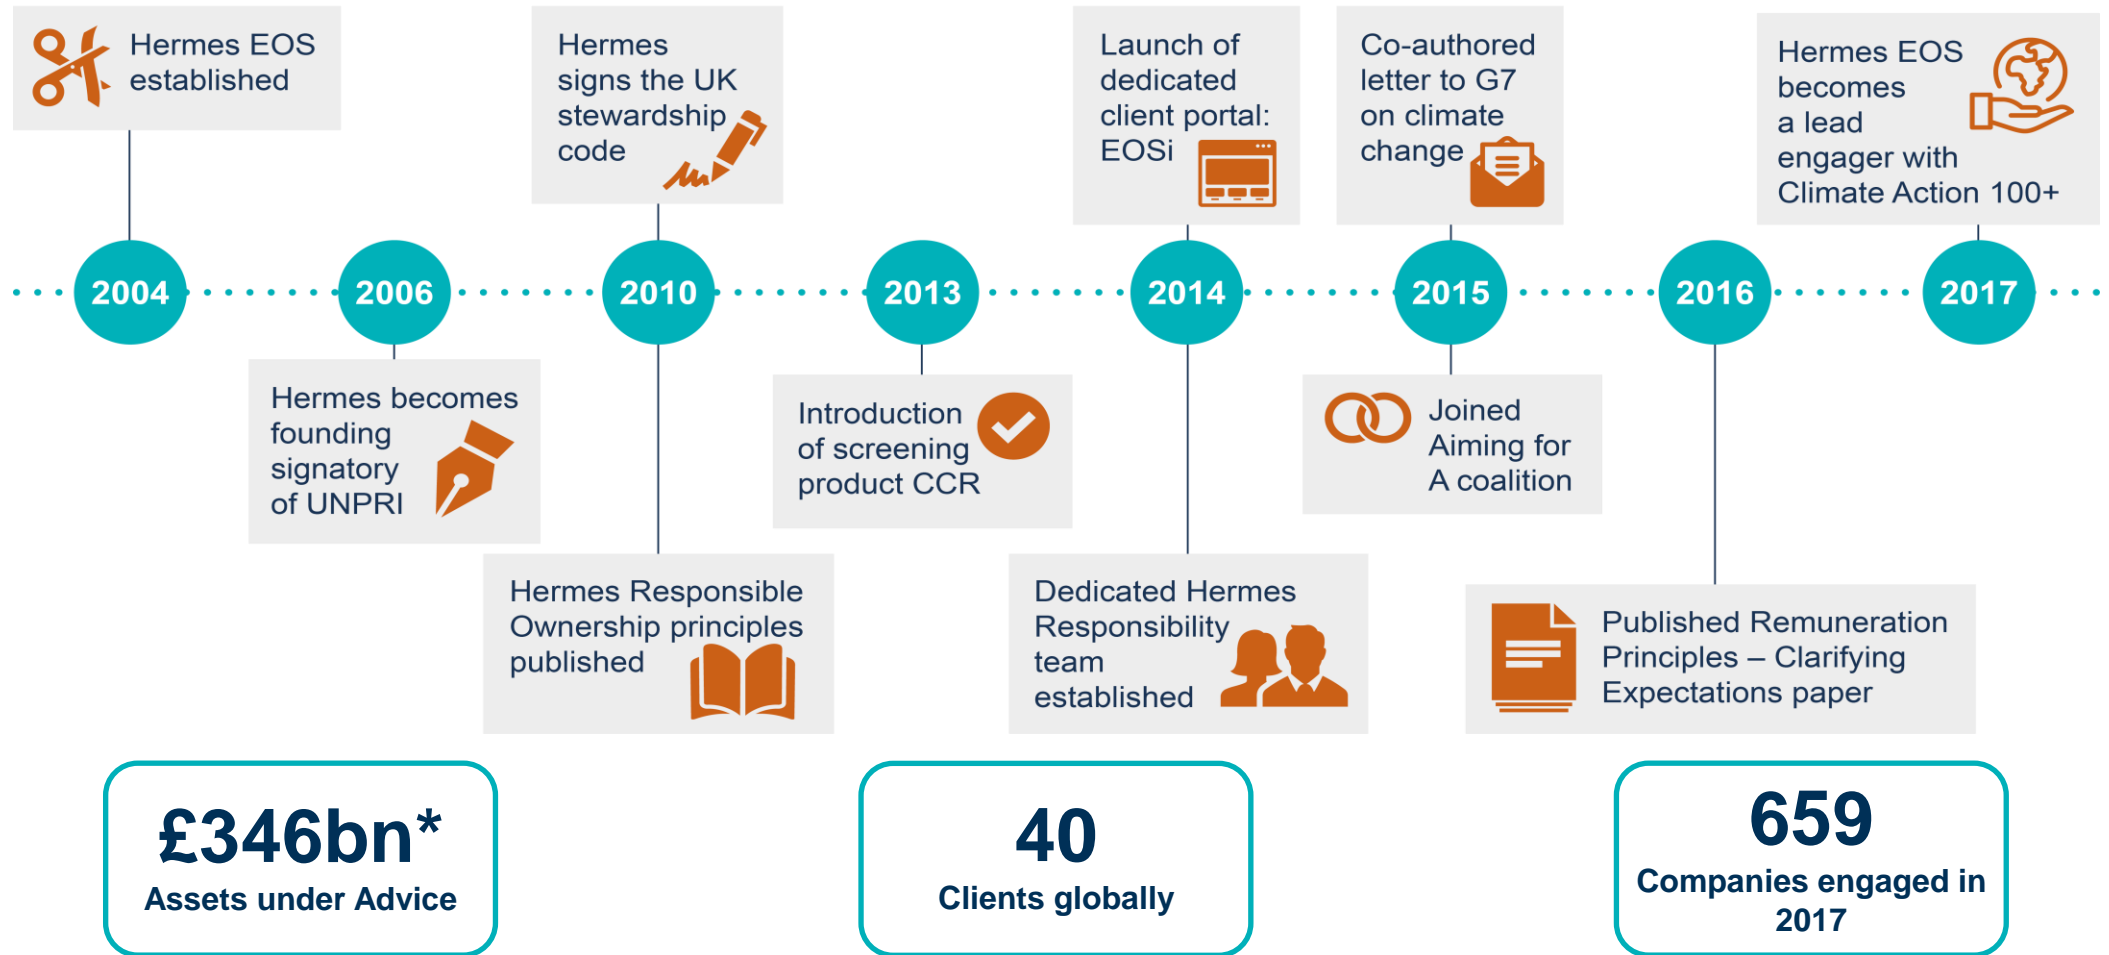 Hermes EOS
established
Hermes
signs the UK
stewardship
code
Launch of
dedicated
client portal:
EOSi
Co-authored
letter to G7
on climate
change
Hermes EOS
becomes
a lead
engager with
Climate Action 100+
2004
2006
2010
2013
2014
2015
2016
2017
Hermes becomes
founding
signatory
of UNPRI
Introduction
of screening
product CCR
Joined
Aiming for
A coalition
Hermes Responsible
Ownership principles
published
Dedicated Hermes
Responsibility
team
established
Published Remuneration
Principles – Clarifying
Expectations paper
£346bn*
Assets under Advice
40
Clients globally
659
Companies engaged in
2017